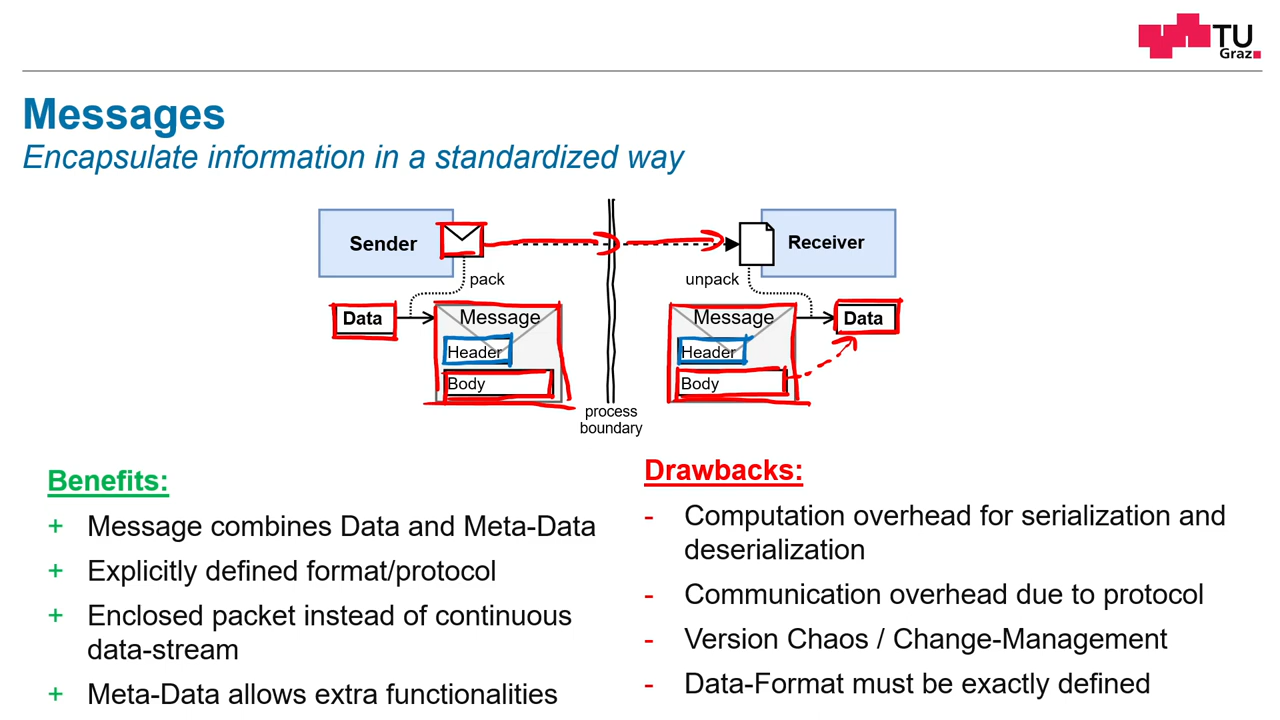 TU
Graz
Messages
Encapsulate information in a standardized way
Sender
Receiver
pack
unpack
Data
Message
Header
Body
Message
Header
Body
Data
process
boundary
Benefits:
+ Message combines Data and Meta-Data
+ Explicitly defined format/protocol
+ Enclosed packet instead of continuous
data-stream
+ Meta-Data allows extra functionalities
Drawbacks:
- Computation overhead for serialization and
deserialization
- Communication overhead due to protocol
- Version Chaos / Change-Management
- Data-Format must be exactly defined